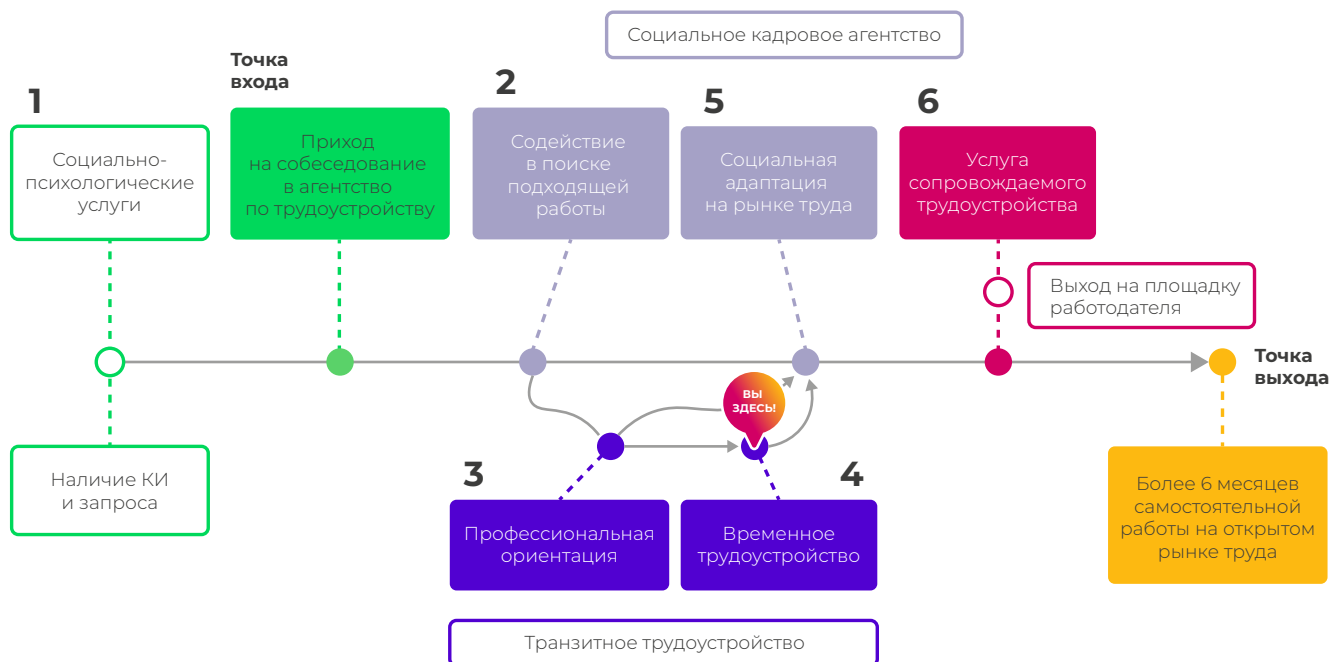 Социальное кадровое агентство
Точка
входа
1
2
5
6
Социально-
психологические
услуги
Приход
на собеседование
в агентство
по трудоустройству
Содействие
в поиске
подходящей
работы
Социальная
адаптация
на рынке труда
Услуга
сопровождаемого
трудоустройства
Выход на площадку
работодателя
Точка
выхода
ВЫ
ЗДЕСЬ!
Наличие КИ
и запроса
3
4
Профессиональная
ориентация
Временное
трудоустройство
Более 6 месяцев
самостоятельной
работы на открытом
рынке труда
Транзитное трудоустройство